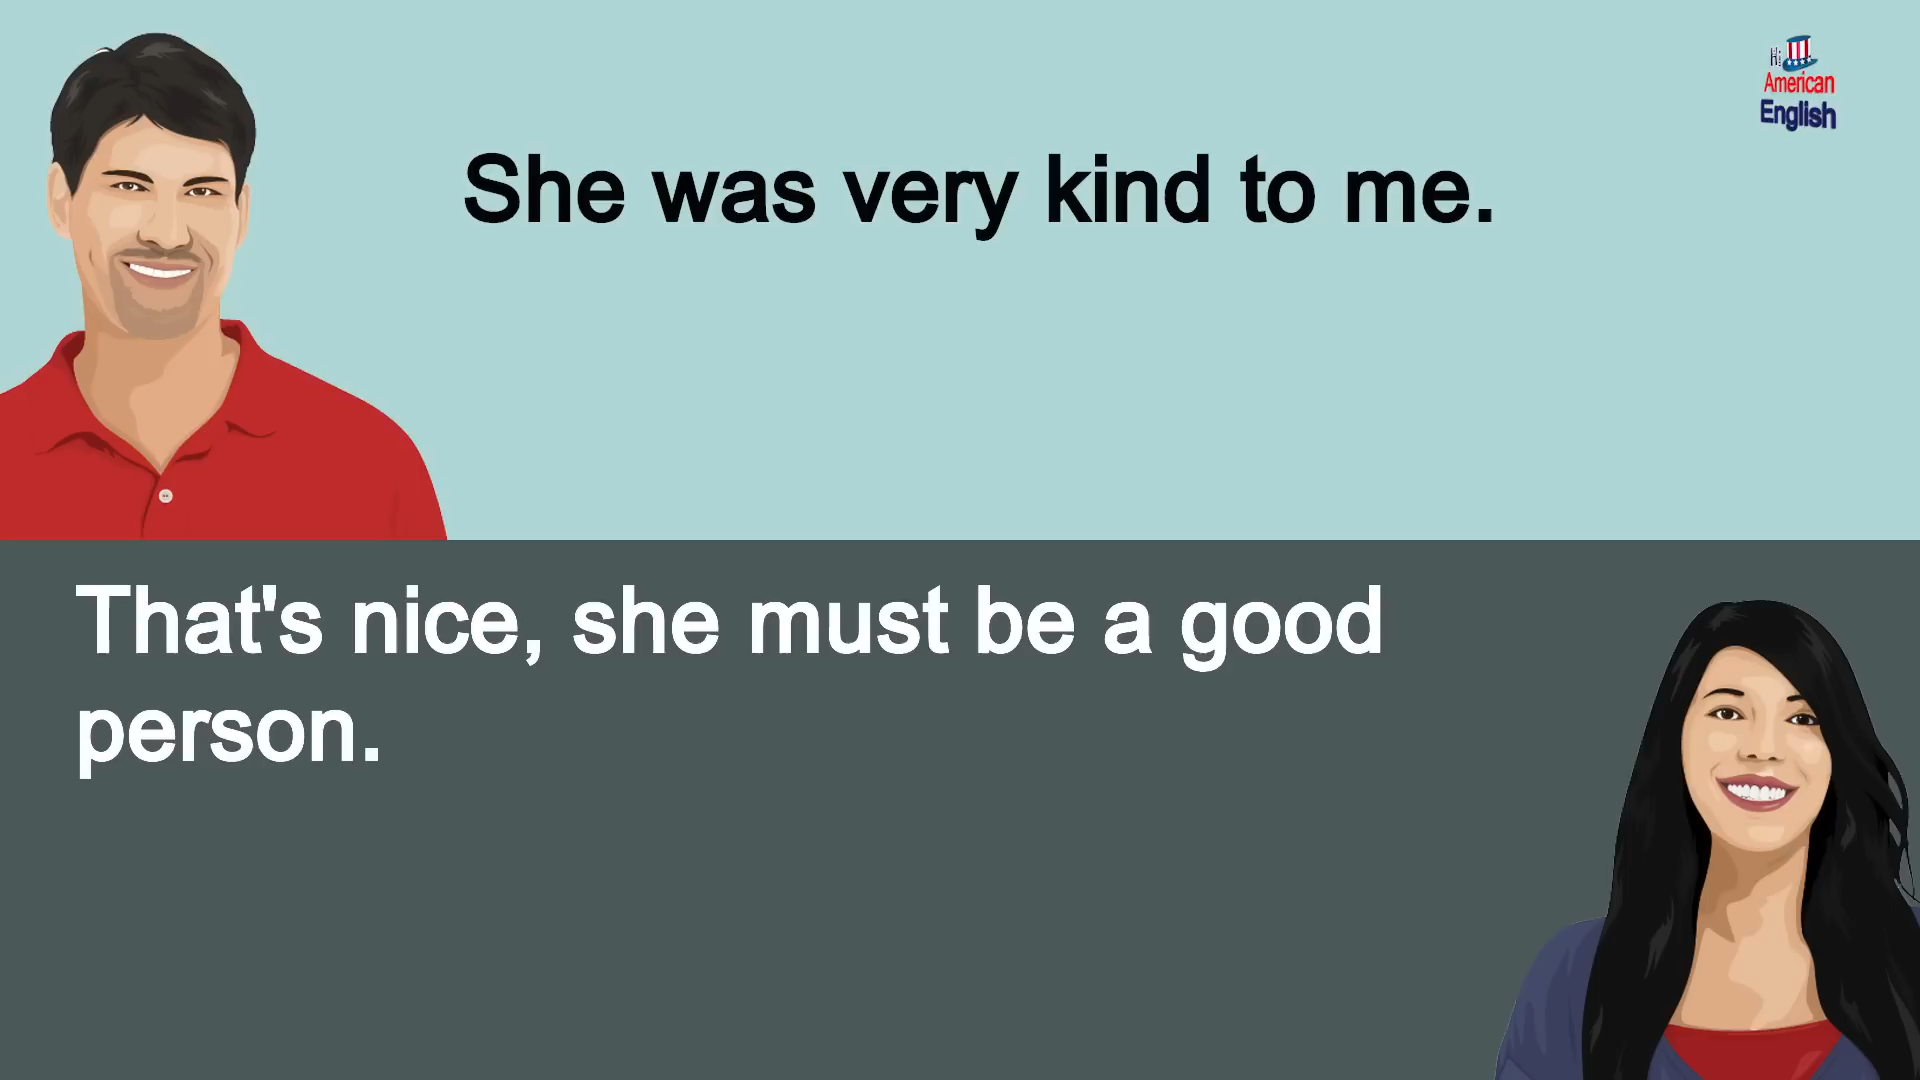 Hi
American
English
She was very kind to me.
That's nice, she must be a good
person.